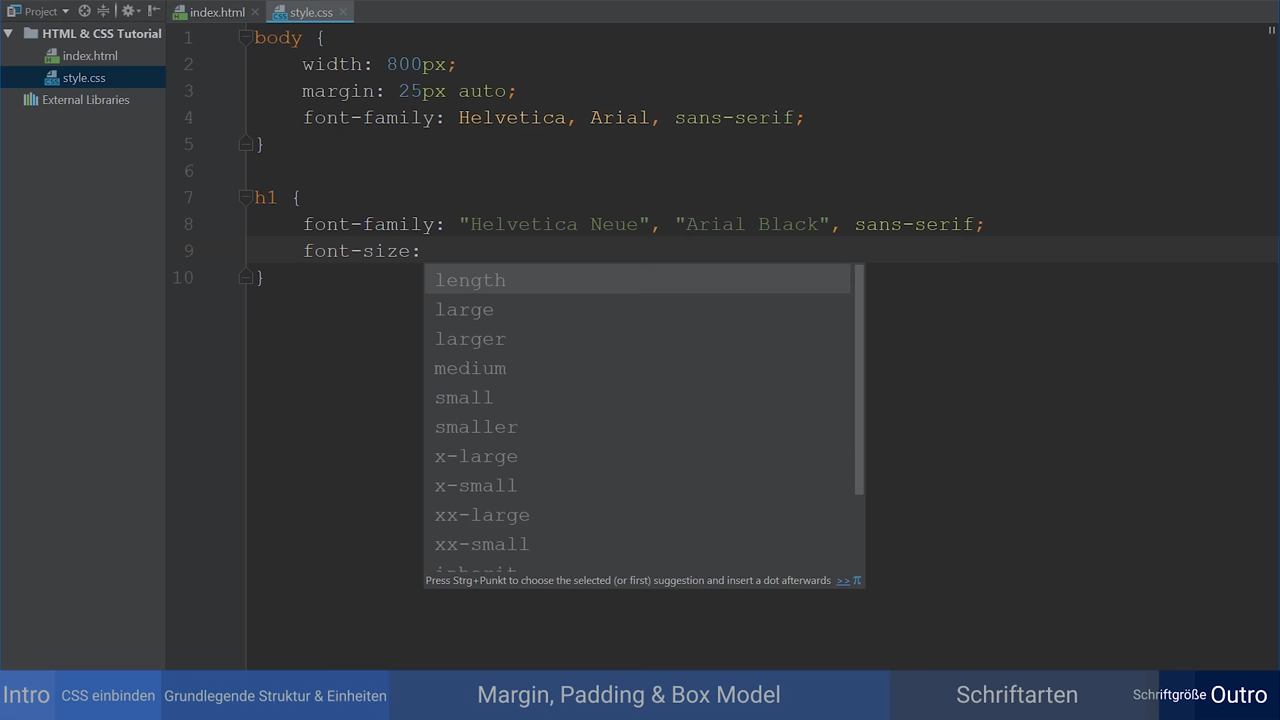 Project
index.html
style.css
HTML & CSS Tutorial
index.html
style.css
External Libraries
1 body {
2 width: 800px;
3 margin: 25px auto;
4 font-family: Helvetica, Arial, sans-serif;
5 }
6
7 h1 {
8 font-family: "Helvetica Neue", "Arial Black", sans-serif;
9 font-size:
10 }
length
large
larger
medium
small
smaller
x-large
x-small
xx-large
xx-small
inherit
Press Strg+Punkt to choose the selected (or first) suggestion and insert a dot afterwards >> π
Intro CSS einbinden Grundlegende Struktur & Einheiten Margin, Padding & Box Model Schriftarten Schriftgröße Outro